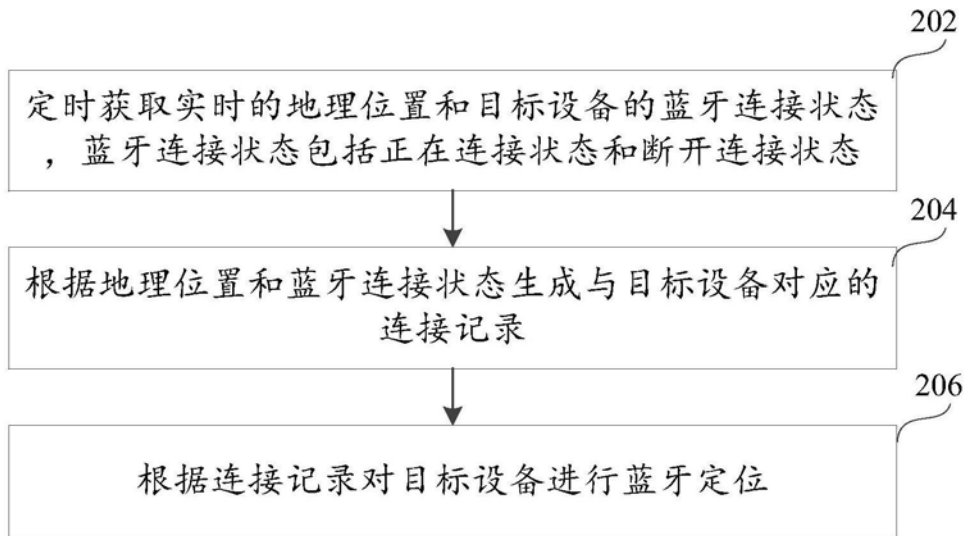 202
定时获取实时的地理位置和目标设备的蓝牙连接状态
，蓝牙连接状态包括正在连接状态和断开连接状态
204
根据地理位置和蓝牙连接状态生成与目标设备对应的
连接记录
206
根据连接记录对目标设备进行蓝牙定位